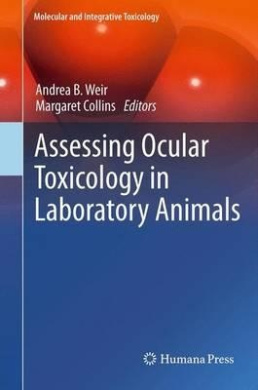 Molecular and Integrative Toxicology
Andrea B. Weir
Margaret Collins Editors
Assessing Ocular
Toxicology in
Laboratory Animals
Humana Press